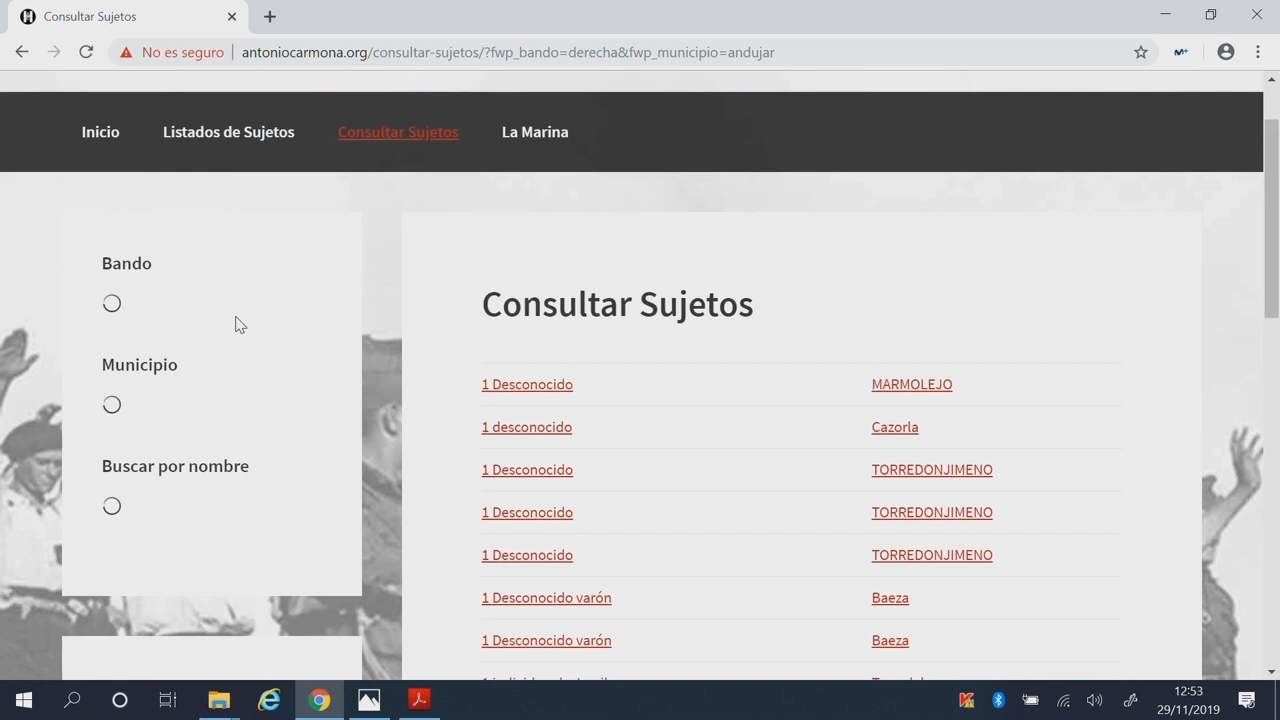 Consultar Sujetos
No es seguro
antoniocarmona.org/consultar-sujetos/?fwp_bando=derecha&fwp_municipio=andujar
Inicio
Listados de Sujetos
Consultar Sujetos
La Marina
Bando
Municipio
Buscar por nombre
Consultar Sujetos
1 Desconocido MARMOLEJO
1 desconocido Cazorla
1 Desconocido TORREDONJIMENO
1 Desconocido TORREDONJIMENO
1 Desconocido TORREDONJIMENO
1 Desconocido varón Baeza
1 Desconocido varón Baeza
12:53
29/11/2019